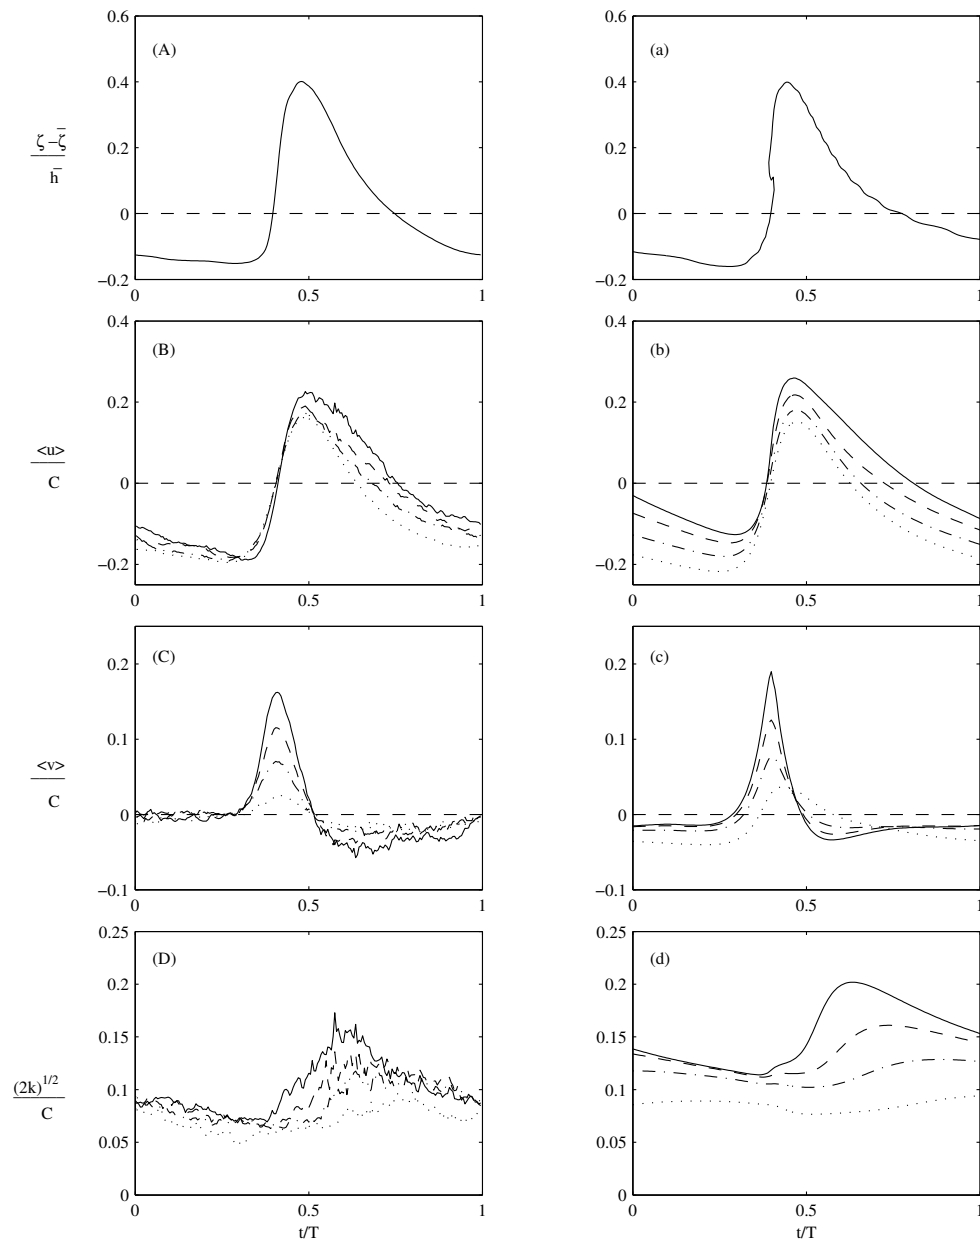 0.6 0.6
(A) (a)
0.4 0.4
ζ−ζ̄
h̄
0.2 0.2
0 0
−0.2 −0.2
0 0.5 1 0 0.5 1
0.4 0.4
(B) (b)
0.2 0.2
<u>
C
0 0
−0.2 −0.2
0 0.5 1 0 0.5 1
(C) (c)
0.2 0.2
0.1 0.1
<v>
C
0 0
−0.1 −0.1
0 0.5 1 0 0.5 1
0.25 0.25
(D) (d)
0.2 0.2
0.15 0.15
(2k)^1/2
C
0.1 0.1
0.05 0.05
0 0
0 0.5 1 0 0.5 1
t/T t/T